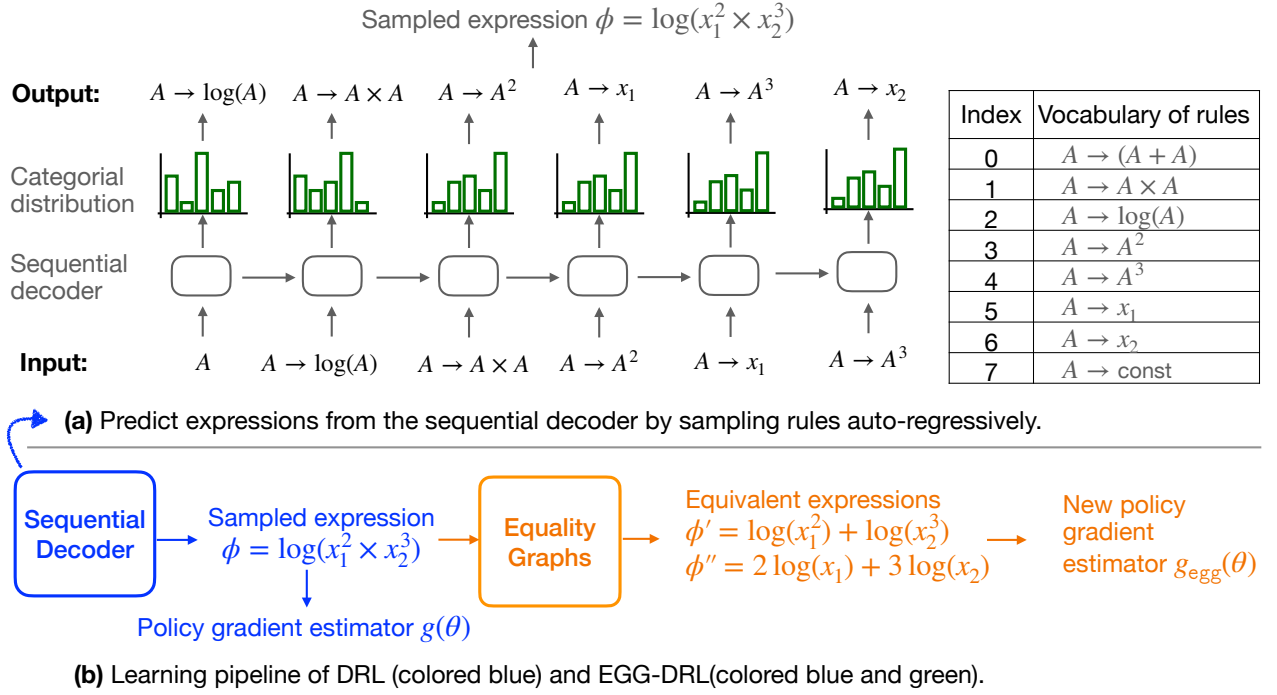 Sampled expression ϕ = log(x₁² × x₂³)
Output: A → log(A) A → A × A A → A² A → x₁ A → A³ A → x₂
Categorial
distribution
Sequential
decoder
Input: A A → log(A) A → A × A A → A² A → x₁ A → A³
Index Vocabulary of rules
0 A → (A + A)
1 A → A × A
2 A → log(A)
3 A → A²
4 A → A³
5 A → x₁
6 A → x₂
7 A → const
(a) Predict expressions from the sequential decoder by sampling rules auto-regressively.
Sequential
Decoder
Sampled expression
ϕ = log(x₁² × x₂³)
Policy gradient estimator g(θ)
Equality
Graphs
Equivalent expressions
ϕ′ = log(x₁²) + log(x₂³)
ϕ′′ = 2 log(x₁) + 3 log(x₂)
New policy
gradient
estimator g_egg(θ)
(b) Learning pipeline of DRL (colored blue) and EGG-DRL(colored blue and green).